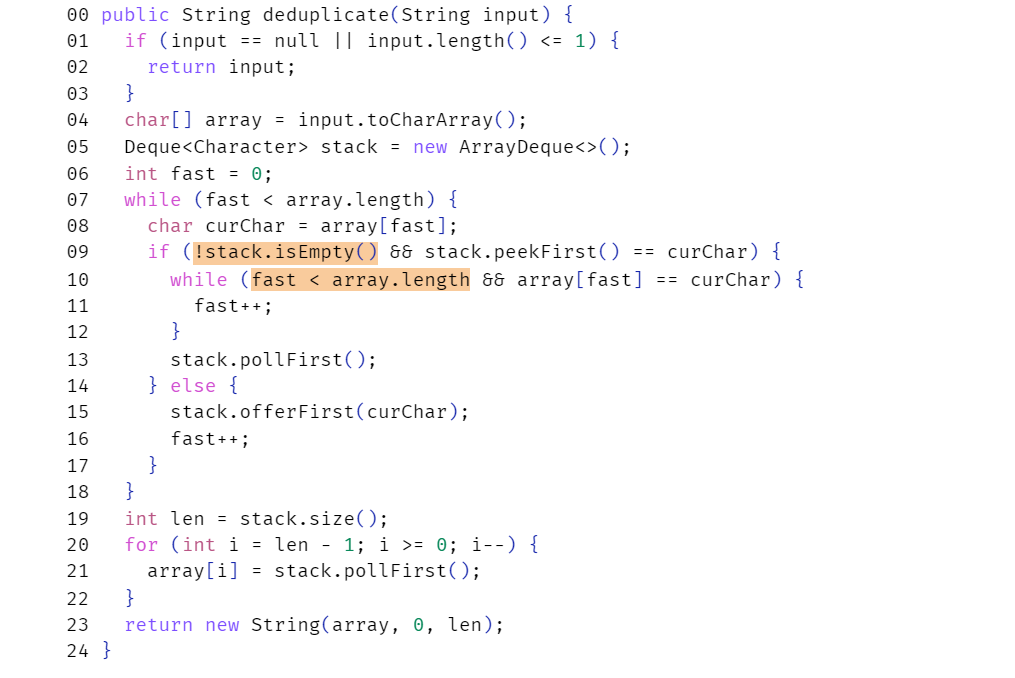 00 public String deduplicate(String input) {
01   if (input == null || input.length() <= 1) {
02     return input;
03   }
04   char[] array = input.toCharArray();
05   Deque<Character> stack = new ArrayDeque<>();
06   int fast = 0;
07   while (fast < array.length) {
08     char curChar = array[fast];
09     if (!stack.isEmpty() && stack.peekFirst() == curChar) {
10       while (fast < array.length && array[fast] == curChar) {
11         fast++;
12       }
13       stack.pollFirst();
14     } else {
15       stack.offerFirst(curChar);
16       fast++;
17     }
18   }
19   int len = stack.size();
20   for (int i = len - 1; i >= 0; i--) {
21     array[i] = stack.pollFirst();
22   }
23   return new String(array, 0, len);
24 }